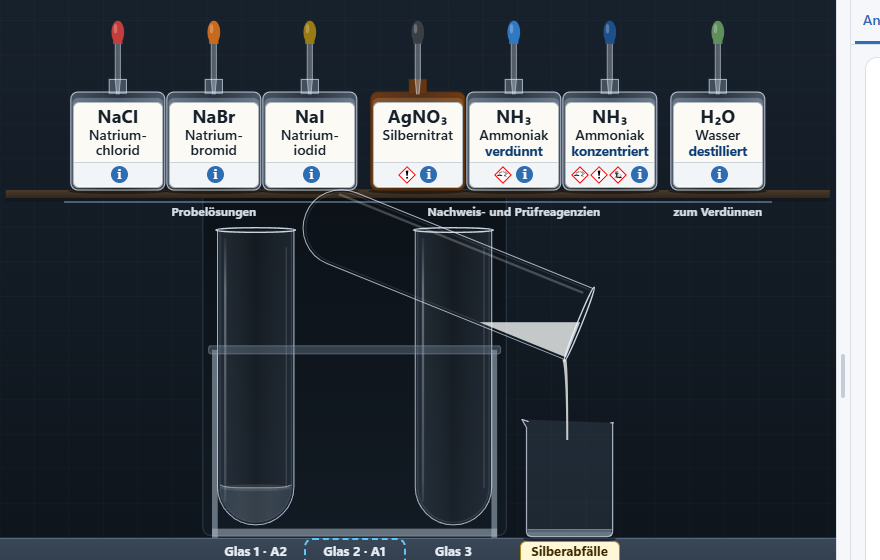 NaCl
Natrium-
chlorid
NaBr
Natrium-
bromid
NaI
Natrium-
iodid
AgNO₃
Silbernitrat
NH₃
Ammoniak
verdünnt
NH₃
Ammoniak
konzentriert
H₂O
Wasser
destilliert
Probelösungen
Nachweis- und Prüfreagenzien
zum Verdünnen
Glas 1 · A2
Glas 2 · A1
Glas 3
Silberabfälle
An